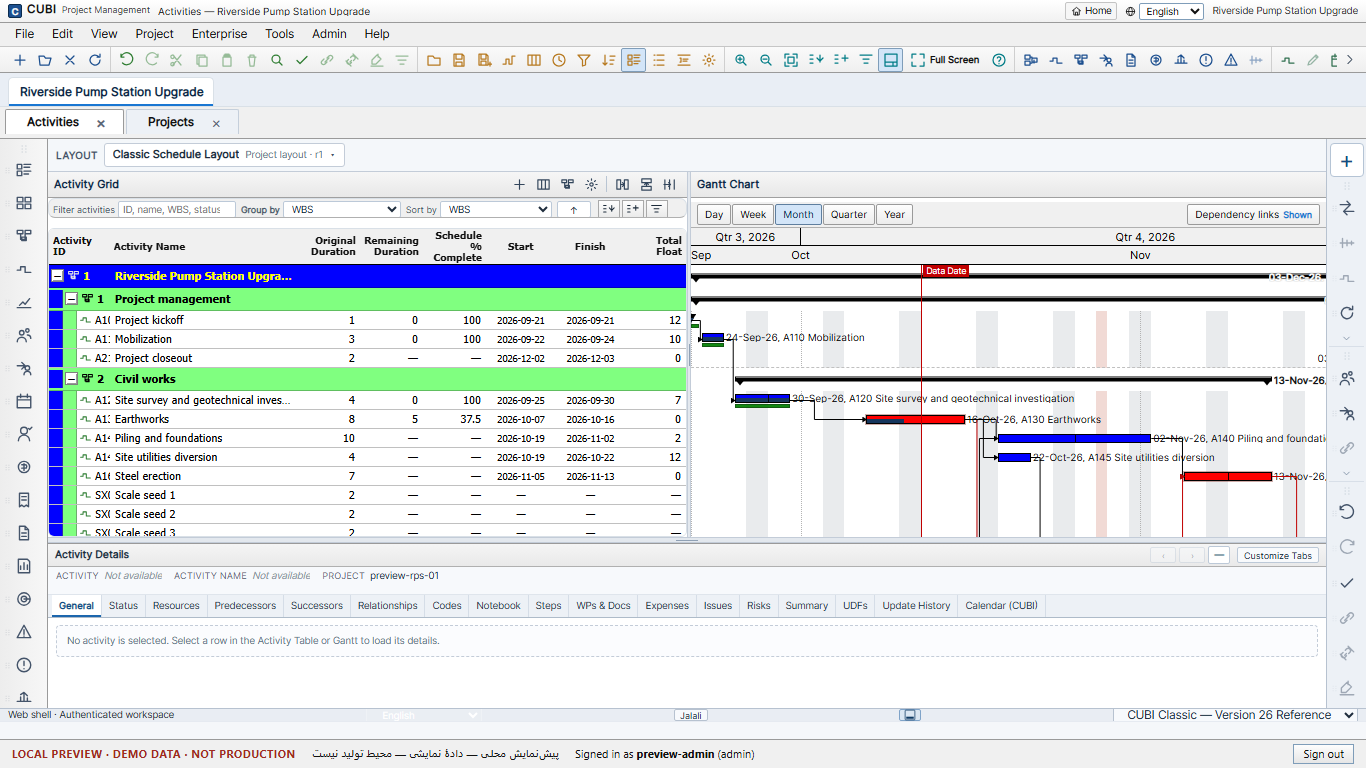 C CUBI Project Management Activities — Riverside Pump Station Upgrade Home English Riverside Pump Station Upgrade
File Edit View Project Enterprise Tools Admin Help
Full Screen
Riverside Pump Station Upgrade
Activities × Projects ×
LAYOUT Classic Schedule Layout Project layout · r1
Activity Grid
Gantt Chart
Filter activities ID, name, WBS, status Group by WBS Sort by WBS
Day Week Month Quarter Year Dependency links Shown
Activity ID Activity Name Original Duration Remaining Duration Schedule % Complete Start Finish Total Float
Qtr 3, 2026 Qtr 4, 2026
Sep Oct Nov
1 Riverside Pump Station Upgra...
Data Date 03-Dec-26
1 Project management
A10 Project kickoff 1 0 100 2026-09-21 2026-09-21 12
A11 Mobilization 3 0 100 2026-09-22 2026-09-24 10
24-Sep-26, A110 Mobilization
A21 Project closeout 2 — — 2026-12-02 2026-12-03 0
2 Civil works
13-Nov-26,
A12 Site survey and geotechnical inves... 4 0 100 2026-09-25 2026-09-30 7
30-Sep-26, A120 Site survey and geotechnical investigation
A13 Earthworks 8 5 37.5 2026-10-07 2026-10-16 0
16-Oct-26, A130 Earthworks
A14 Piling and foundations 10 — — 2026-10-19 2026-11-02 2
02-Nov-26, A140 Piling and foundati
A14 Site utilities diversion 4 — — 2026-10-19 2026-10-22 12
22-Oct-26, A145 Site utilities diversion
A15 Steel erection 7 — — 2026-11-05 2026-11-13 0
13-Nov-26,
SX0 Scale seed 1 2 — — — — —
SX0 Scale seed 2 2 — — — — —
SX0 Scale seed 3 2 — — — — —
Activity Details
Customize Tabs
ACTIVITY Not available ACTIVITY NAME Not available PROJECT preview-rps-01
General Status Resources Predecessors Successors Relationships Codes Notebook Steps WPs & Docs Expenses Issues Risks Summary UDFs Update History Calendar (CUBI)
No activity is selected. Select a row in the Activity Table or Gantt to load its details.
Web shell · Authenticated workspace English Jalali CUBI Classic — Version 26 Reference
LOCAL PREVIEW · DEMO DATA · NOT PRODUCTION پیش‌نمایش محلی — دادهٔ نمایشی — محیط تولید نیست Signed in as preview-admin (admin) Sign out